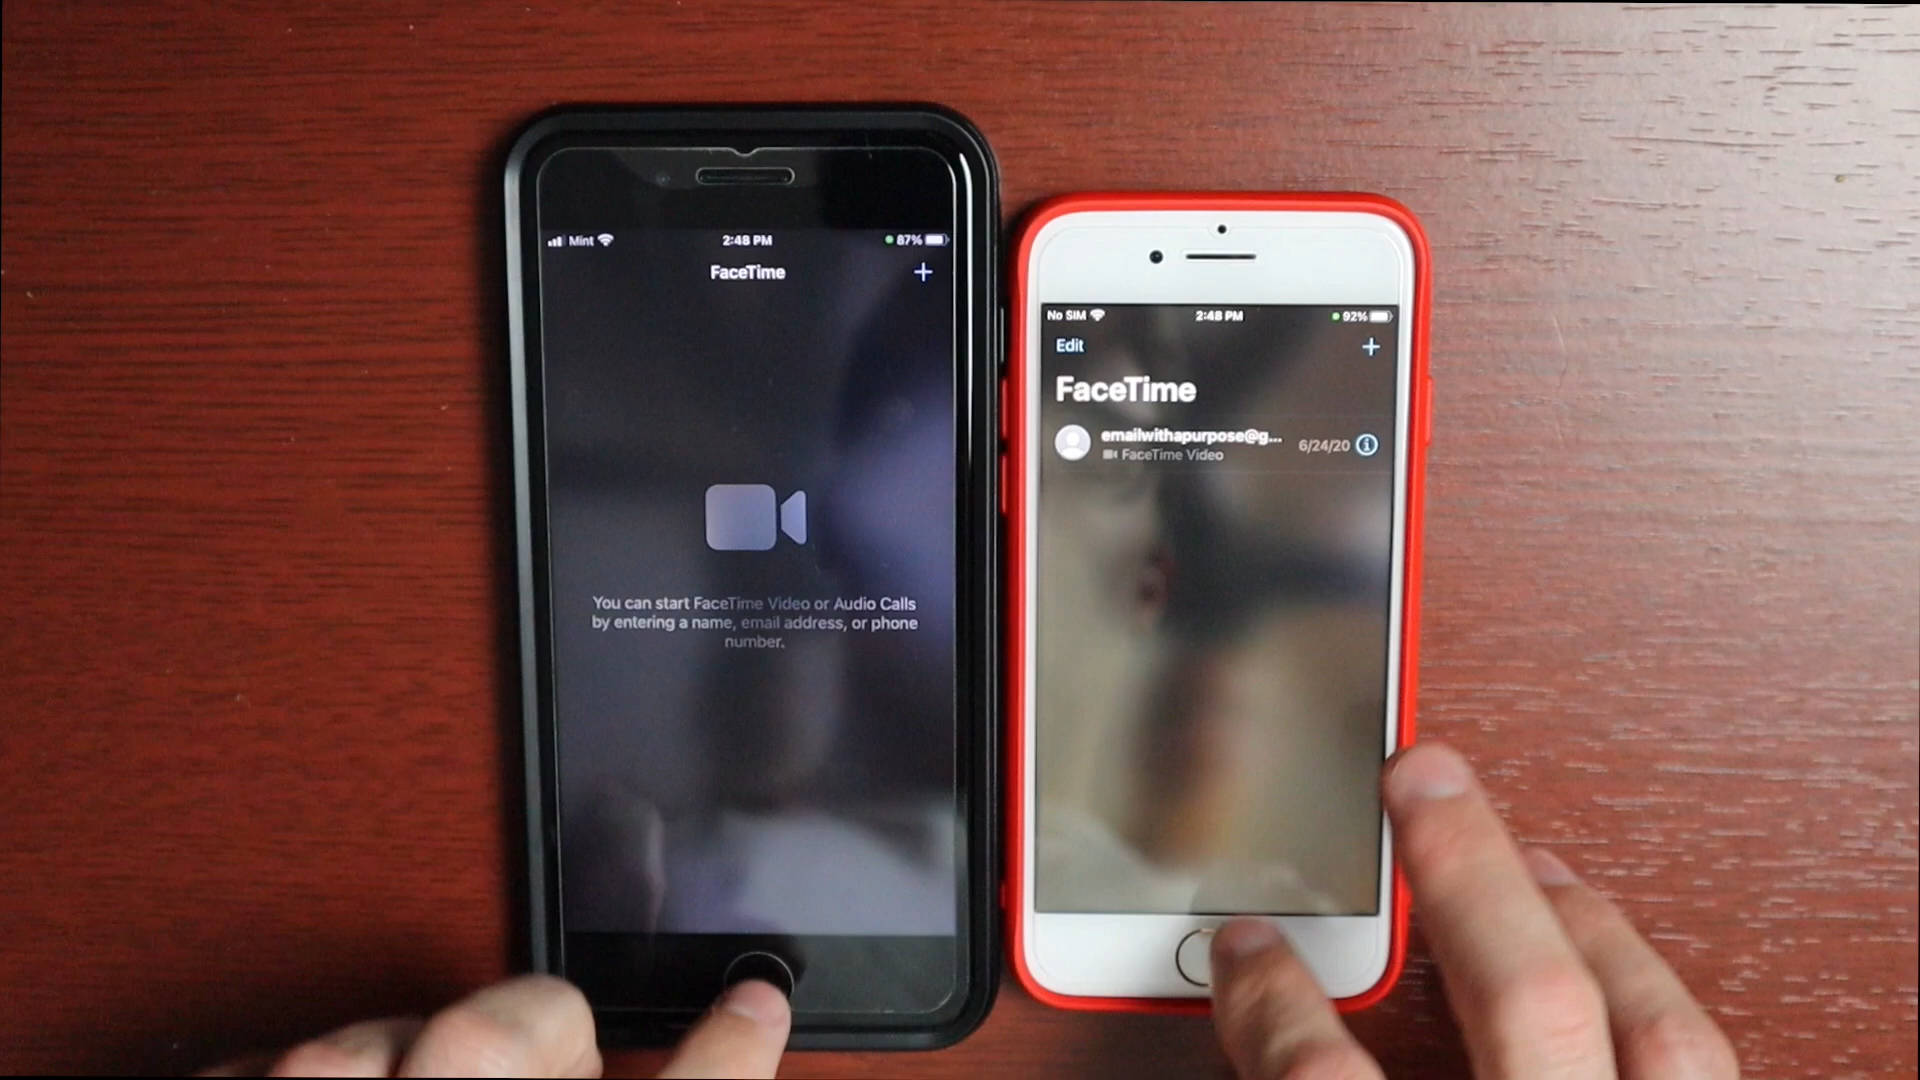 Mint 2:48 PM 87%
FaceTime +
You can start FaceTime Video or Audio Calls
by entering a name, email address, or phone
number.
No SIM 2:48 PM 92%
Edit +
FaceTime
emailwithapurpose@g... 6/24/20
FaceTime Video